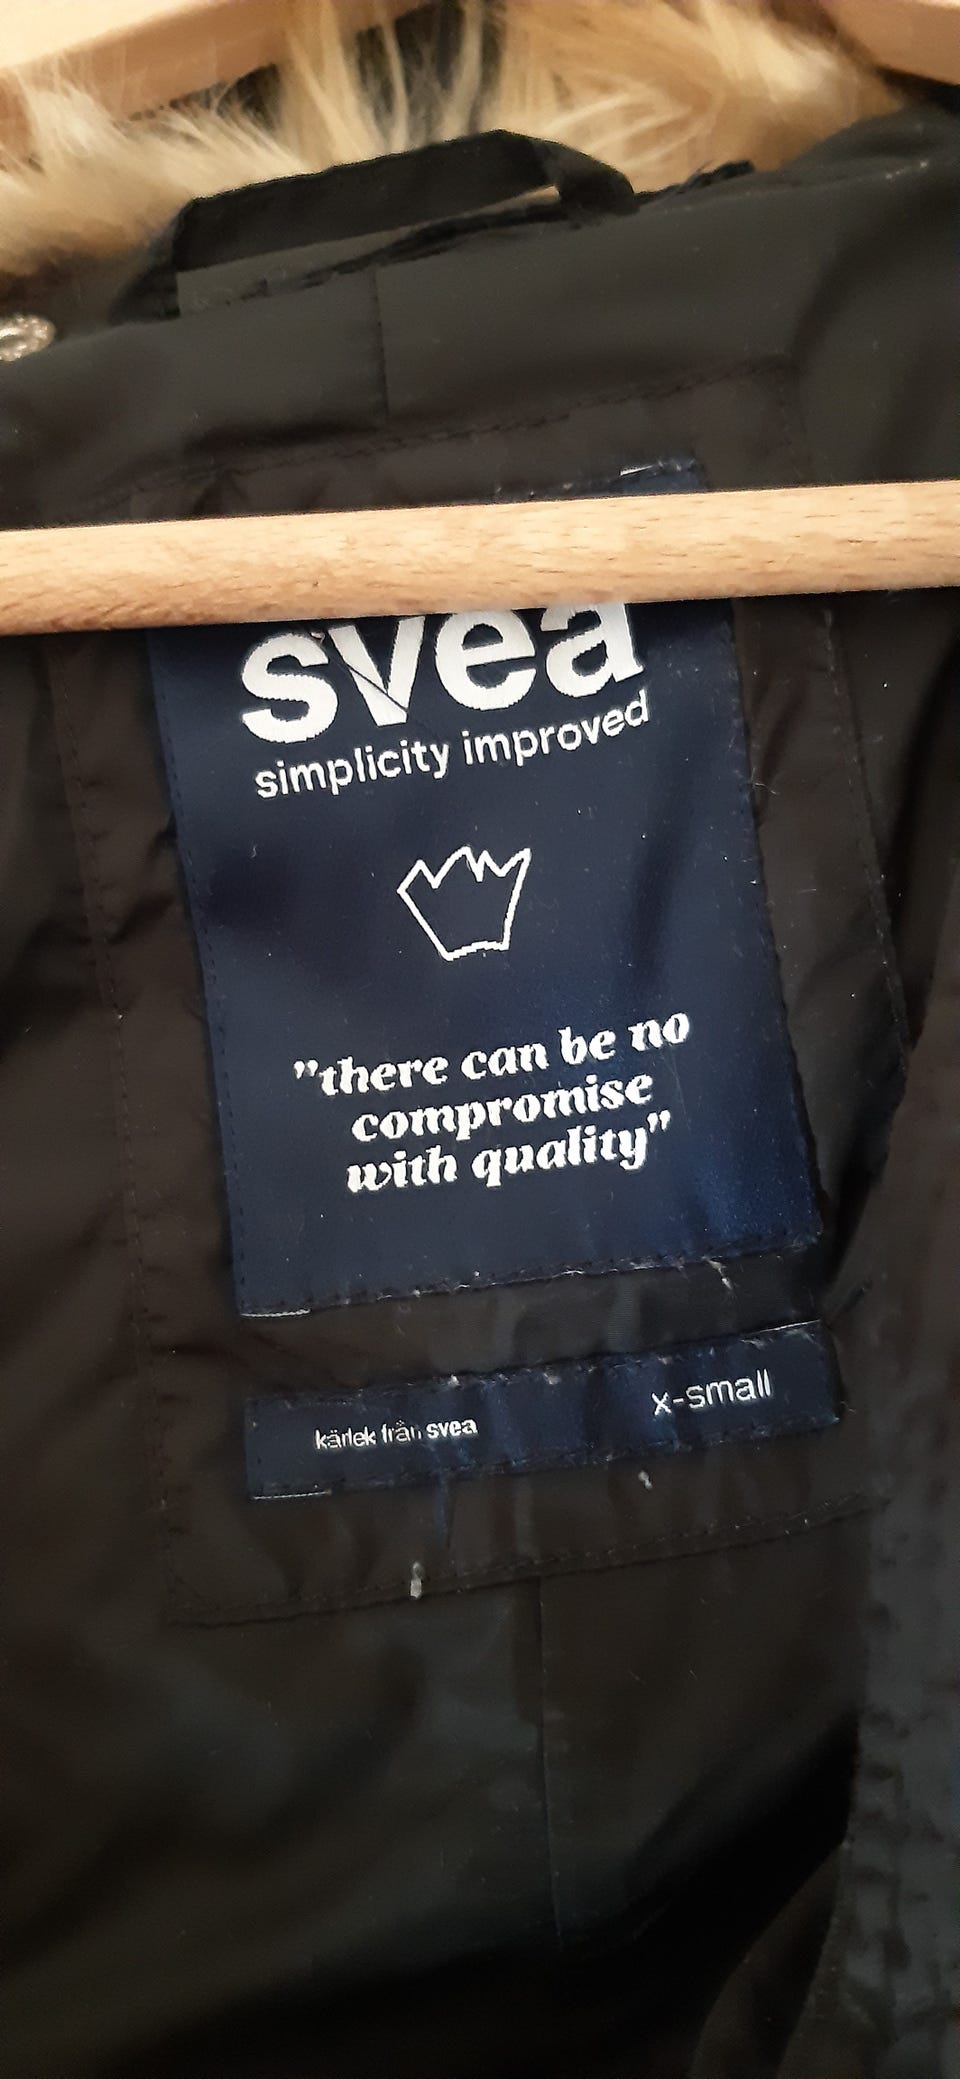 svea
simplicity improved
"there can be no
compromise
with quality"
kärlek från svea
x-small